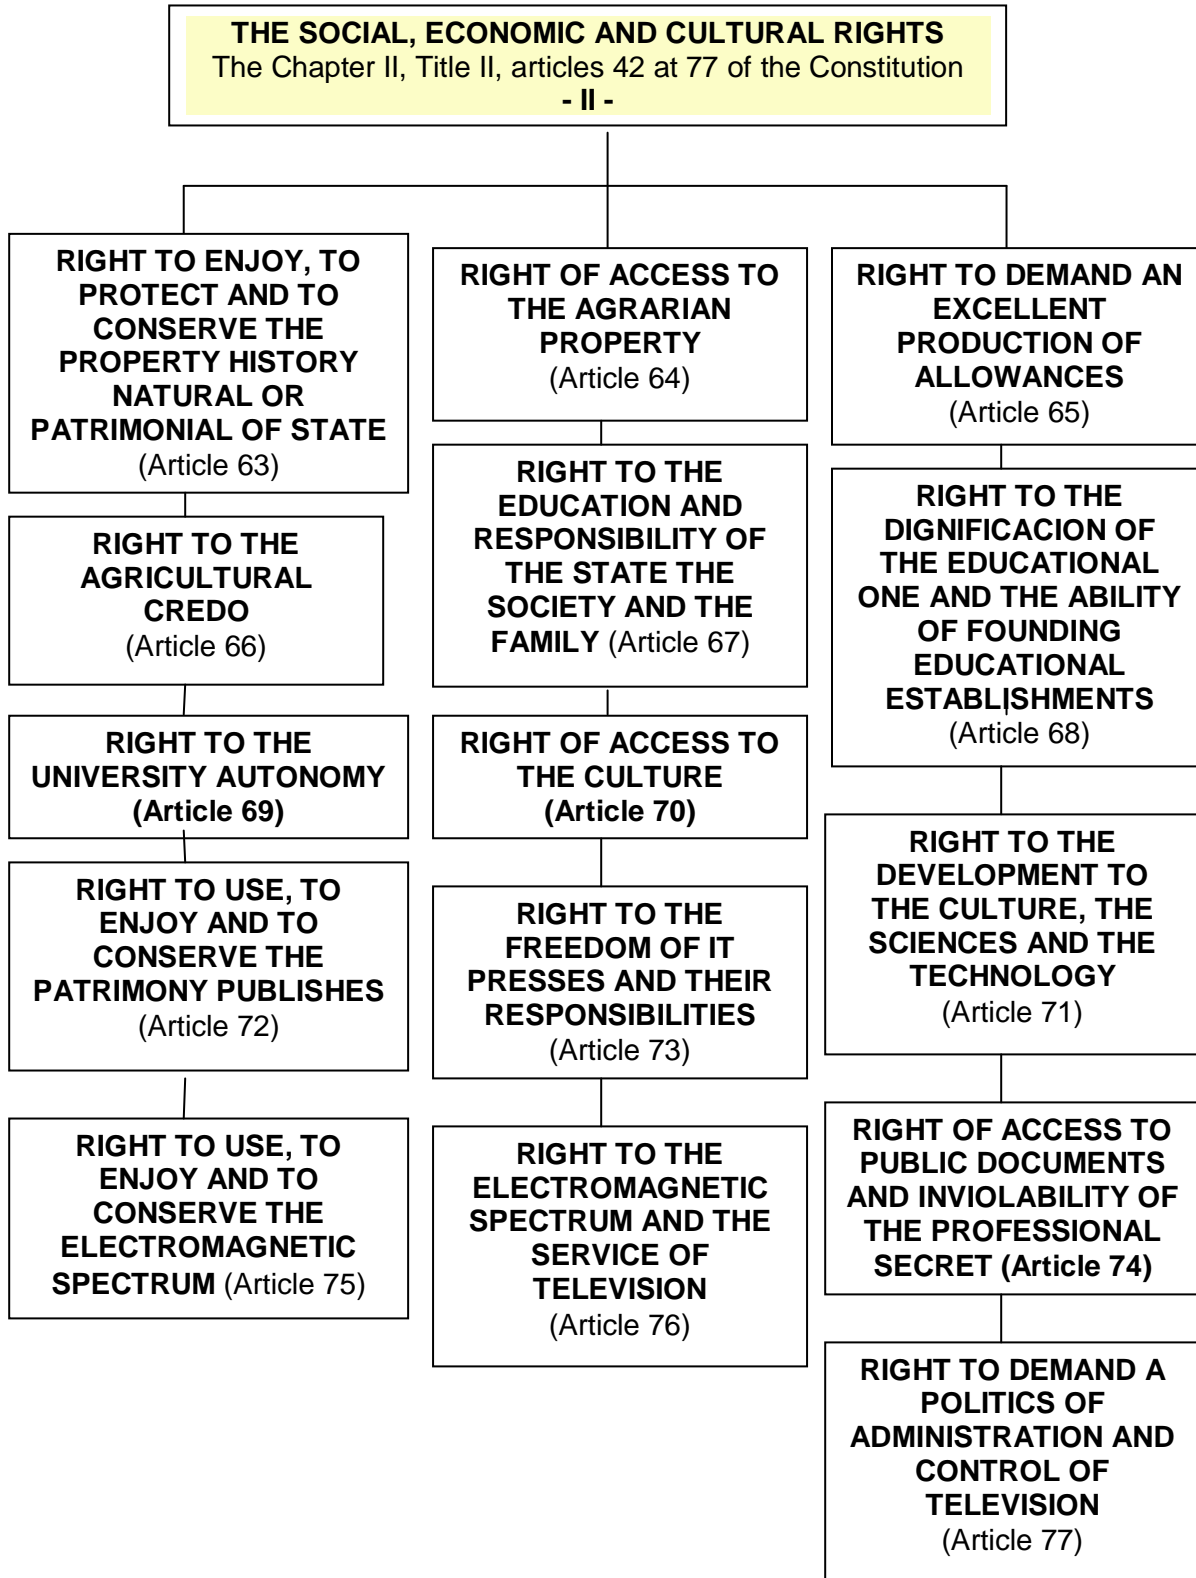 THE SOCIAL, ECONOMIC AND CULTURAL RIGHTS
The Chapter II, Title II, articles 42 at 77 of the Constitution
- II -
RIGHT TO ENJOY, TO
PROTECT AND TO
CONSERVE THE
PROPERTY HISTORY
NATURAL OR
PATRIMONIAL OF STATE
(Article 63)
RIGHT OF ACCESS TO
THE AGRARIAN
PROPERTY
(Article 64)
RIGHT TO DEMAND AN
EXCELLENT
PRODUCTION OF
ALLOWANCES
(Article 65)
RIGHT TO THE
AGRICULTURAL
CREDO
(Article 66)
RIGHT TO THE
EDUCATION AND
RESPONSIBILITY OF
THE STATE THE
SOCIETY AND THE
FAMILY (Article 67)
RIGHT TO THE
DIGNIFICACION OF
THE EDUCATIONAL
ONE AND THE ABILITY
OF FOUNDING
EDUCATIONAL
ESTABLISHMENTS
(Article 68)
RIGHT TO THE
UNIVERSITY AUTONOMY
(Article 69)
RIGHT OF ACCESS TO
THE CULTURE
(Article 70)
RIGHT TO THE
DEVELOPMENT TO
THE CULTURE, THE
SCIENCES AND THE
TECHNOLOGY
(Article 71)
RIGHT TO USE, TO
ENJOY AND TO
CONSERVE THE
PATRIMONY PUBLISHES
(Article 72)
RIGHT TO THE
FREEDOM OF IT
PRESSES AND THEIR
RESPONSIBILITIES
(Article 73)
RIGHT OF ACCESS TO
PUBLIC DOCUMENTS
AND INVIOLABILITY OF
THE PROFESSIONAL
SECRET (Article 74)
RIGHT TO USE, TO
ENJOY AND TO
CONSERVE THE
ELECTROMAGNETIC
SPECTRUM (Article 75)
RIGHT TO THE
ELECTROMAGNETIC
SPECTRUM AND THE
SERVICE OF
TELEVISION
(Article 76)
RIGHT TO DEMAND A
POLITICS OF
ADMINISTRATION AND
CONTROL OF
TELEVISION
(Article 77)